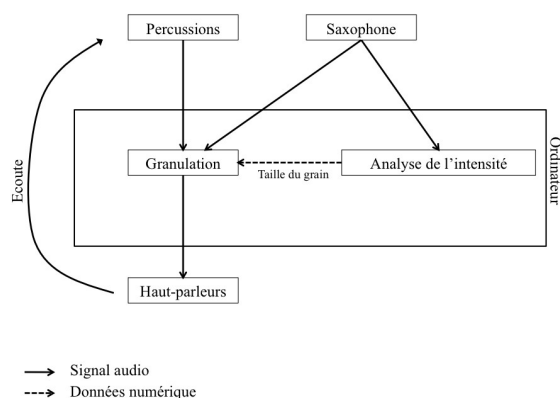 Percussions
Saxophone
Ordinateur
Granulation
Taille du grain
Analyse de l’intensité
Ecoute
Haut-parleurs
Signal audio
Données numérique